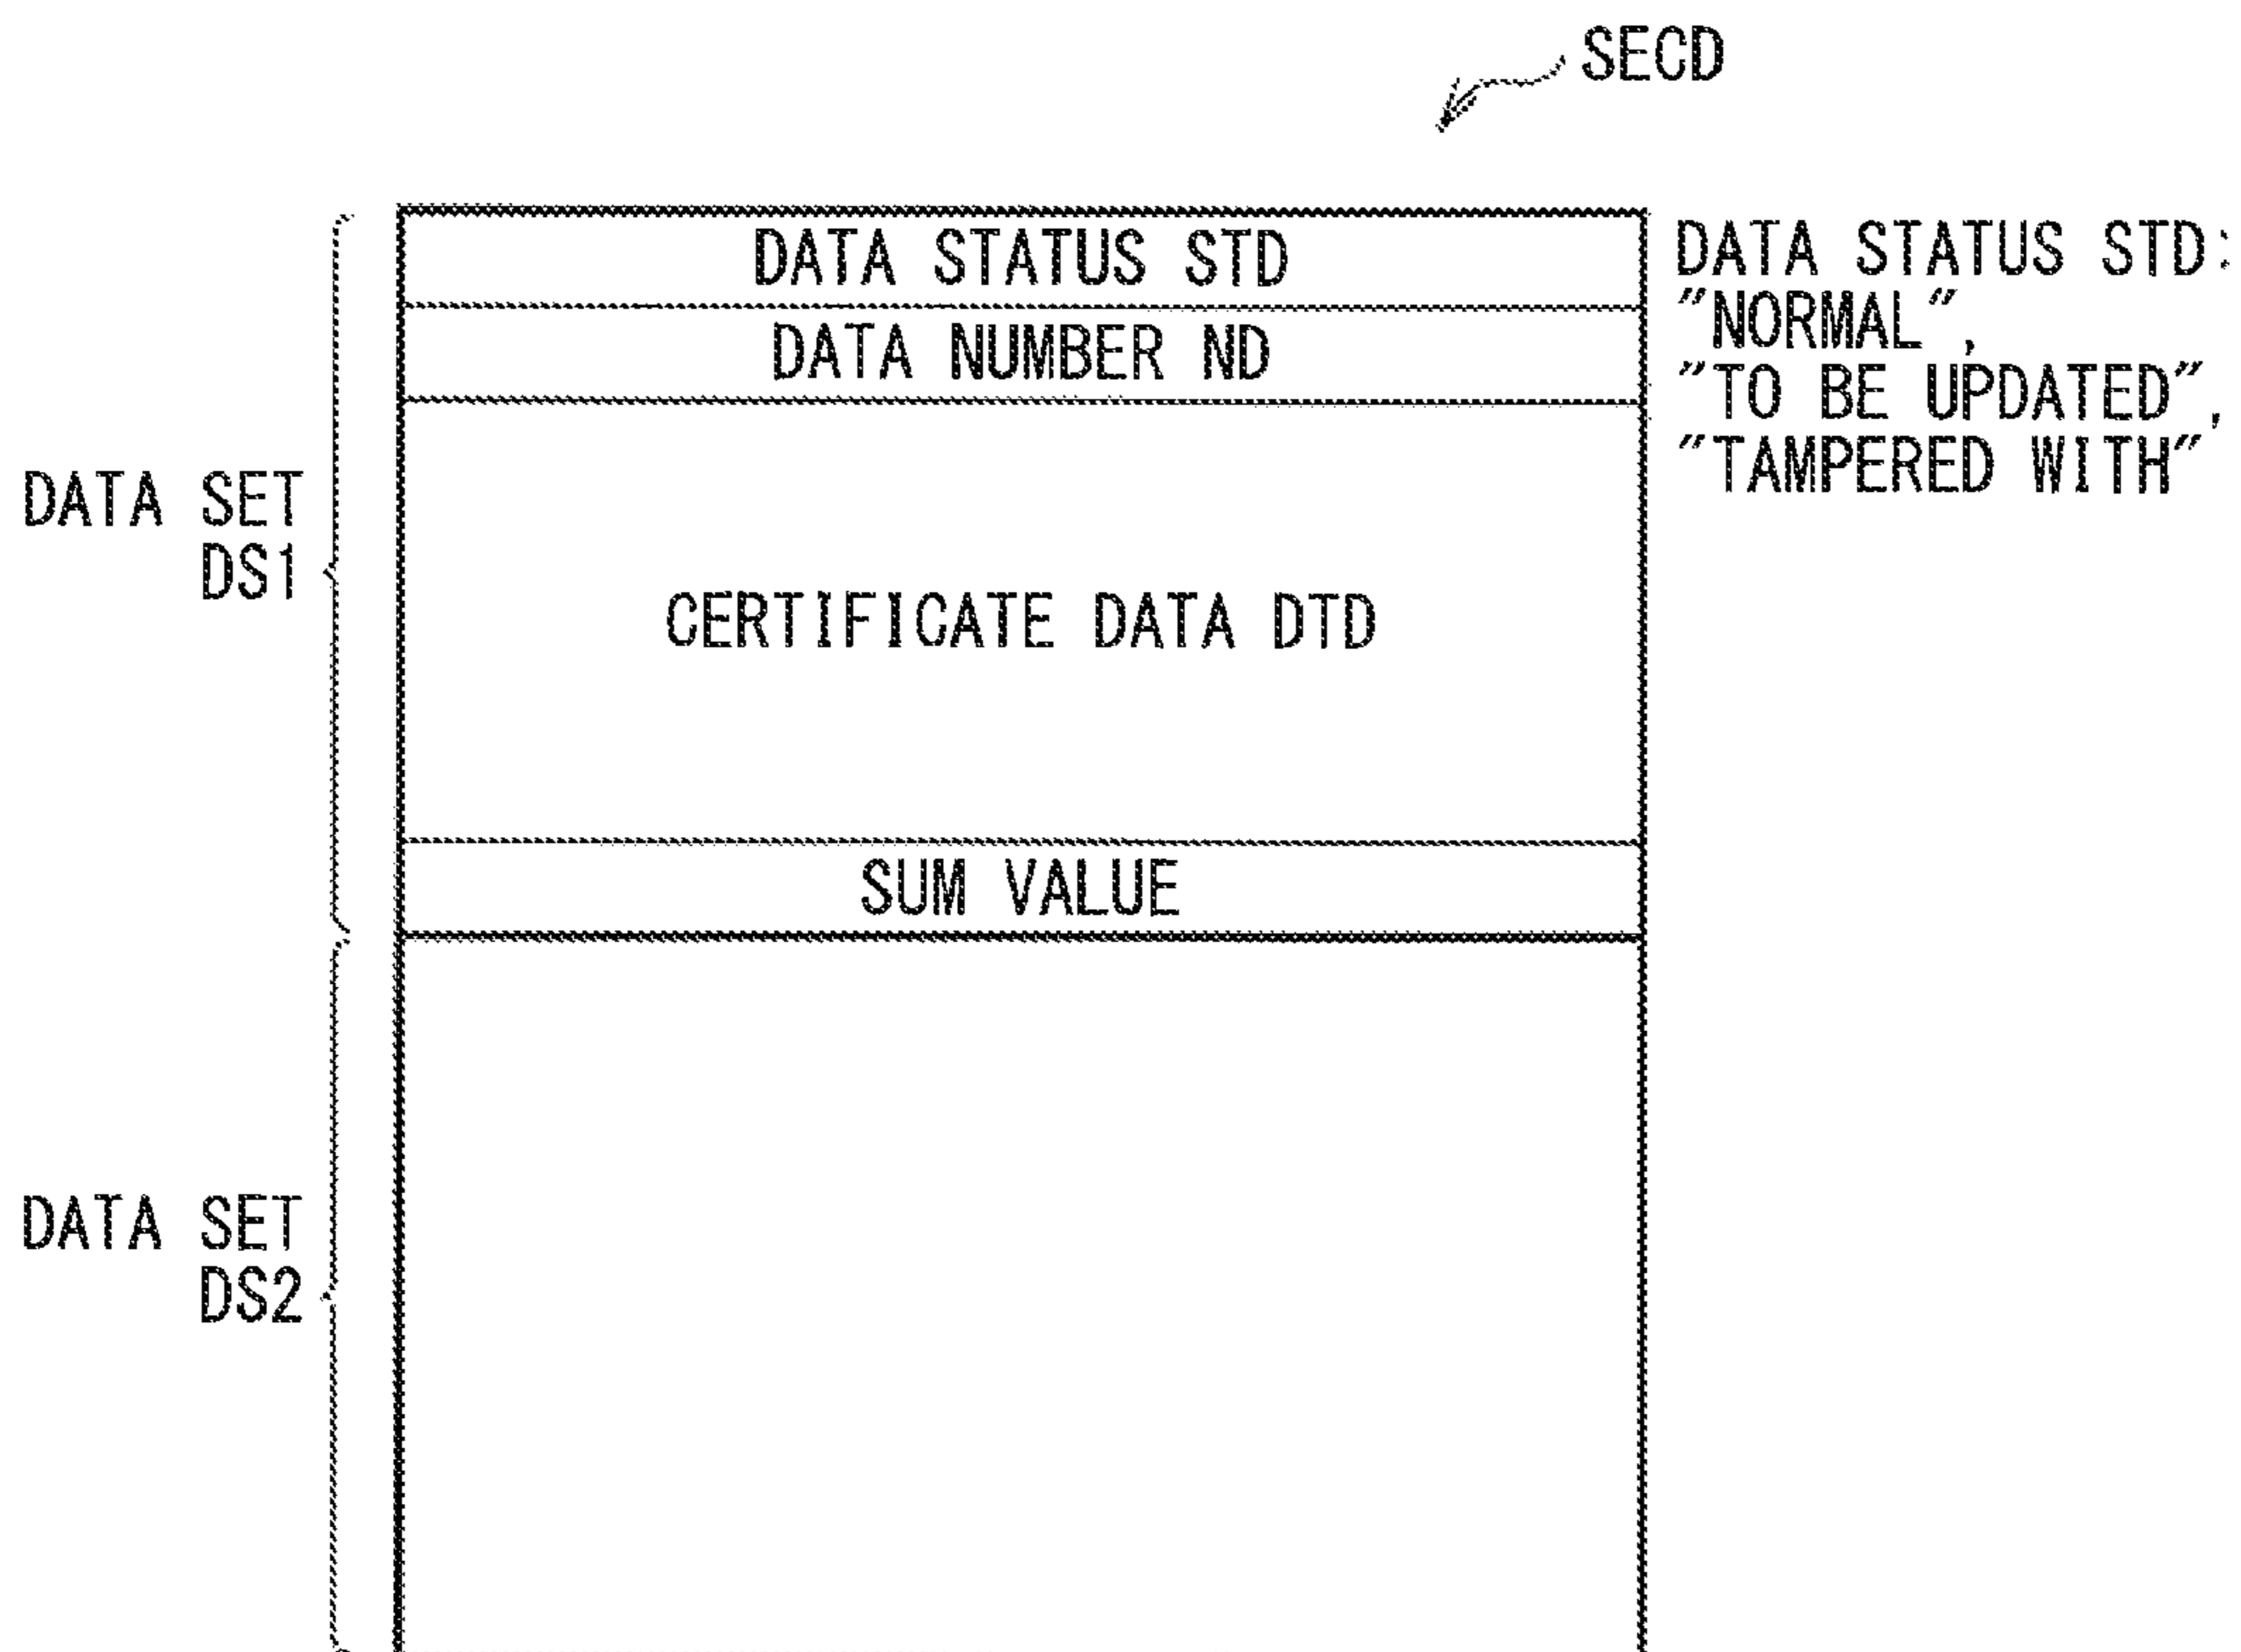 SECD
DATA STATUS STD
DATA NUMBER ND
CERTIFICATE DATA DTD
SUM VALUE
DATA SET
DS1
DATA SET
DS2
DATA STATUS STD:
"NORMAL",
"TO BE UPDATED",
"TAMPERED WITH"